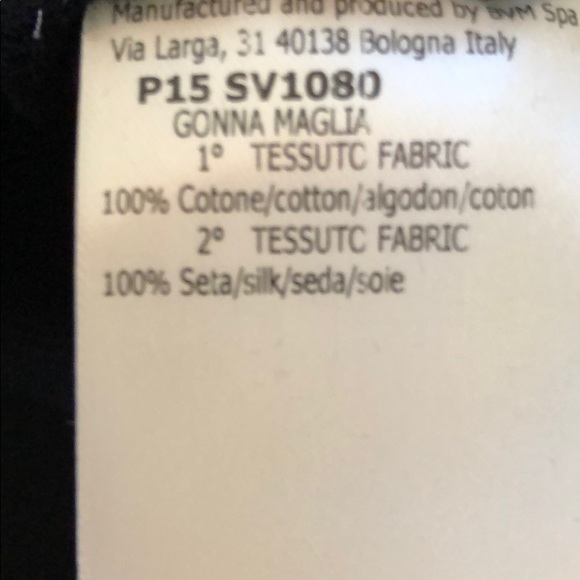 Manufactured and produced by BVM Spa
Via Larga, 31 40138 Bologna Italy
P15 SV1080
GONNA MAGLIA
1° TESSUTC FABRIC
100% Cotone/cotton/algodon/coton
2° TESSUTC FABRIC
100% Seta/silk/seda/soie